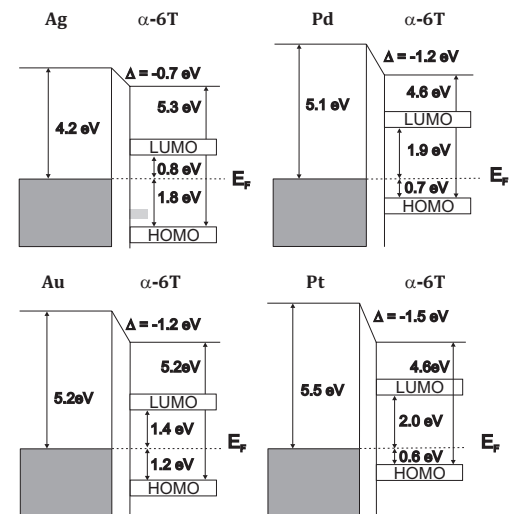 Ag α-6T
Δ = -0.7 eV
5.3 eV
4.2 eV
LUMO
0.8 eV
E_F
1.8 eV
HOMO
Pd α-6T
Δ = -1.2 eV
4.6 eV
5.1 eV
LUMO
1.9 eV
E_F
0.7 eV
HOMO
Au α-6T
Δ = -1.2 eV
5.2eV
5.2eV
LUMO
1.4 eV
E_F
1.2 eV
HOMO
Pt α-6T
Δ = -1.5 eV
4.6eV
5.5 eV
LUMO
2.0 eV
E_F
0.6 eV
HOMO